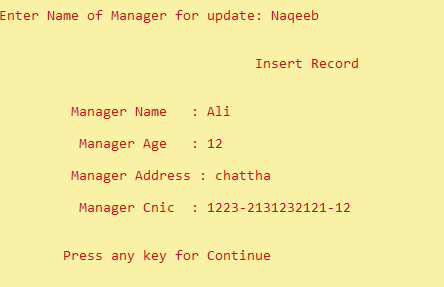 Enter Name of Manager for update: Naqeeb
Insert Record
Manager Name : Ali
Manager Age : 12
Manager Address : chattha
Manager Cnic : 1223-2131232121-12
Press any key for Continue